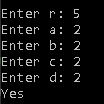 Enter r: 5
Enter a: 2
Enter b: 2
Enter c: 2
Enter d: 2
Yes